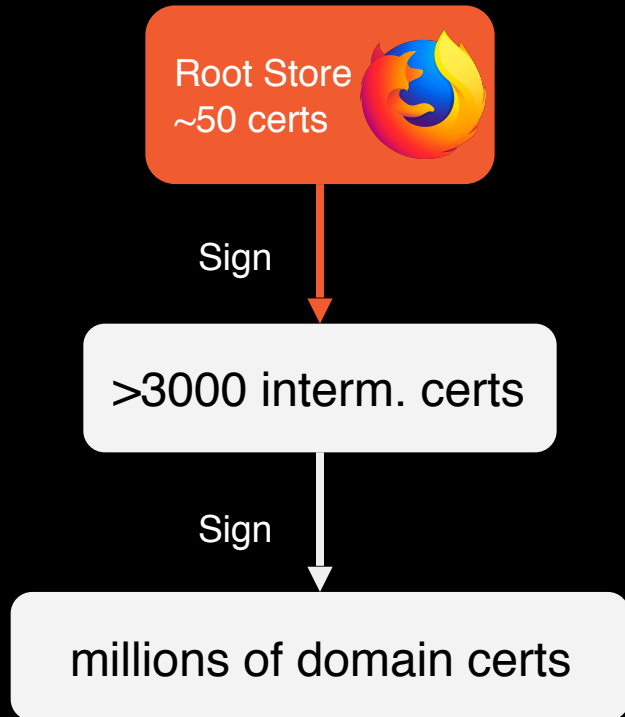 Root Store
~50 certs
Sign
>3000 interm. certs
Sign
millions of domain certs